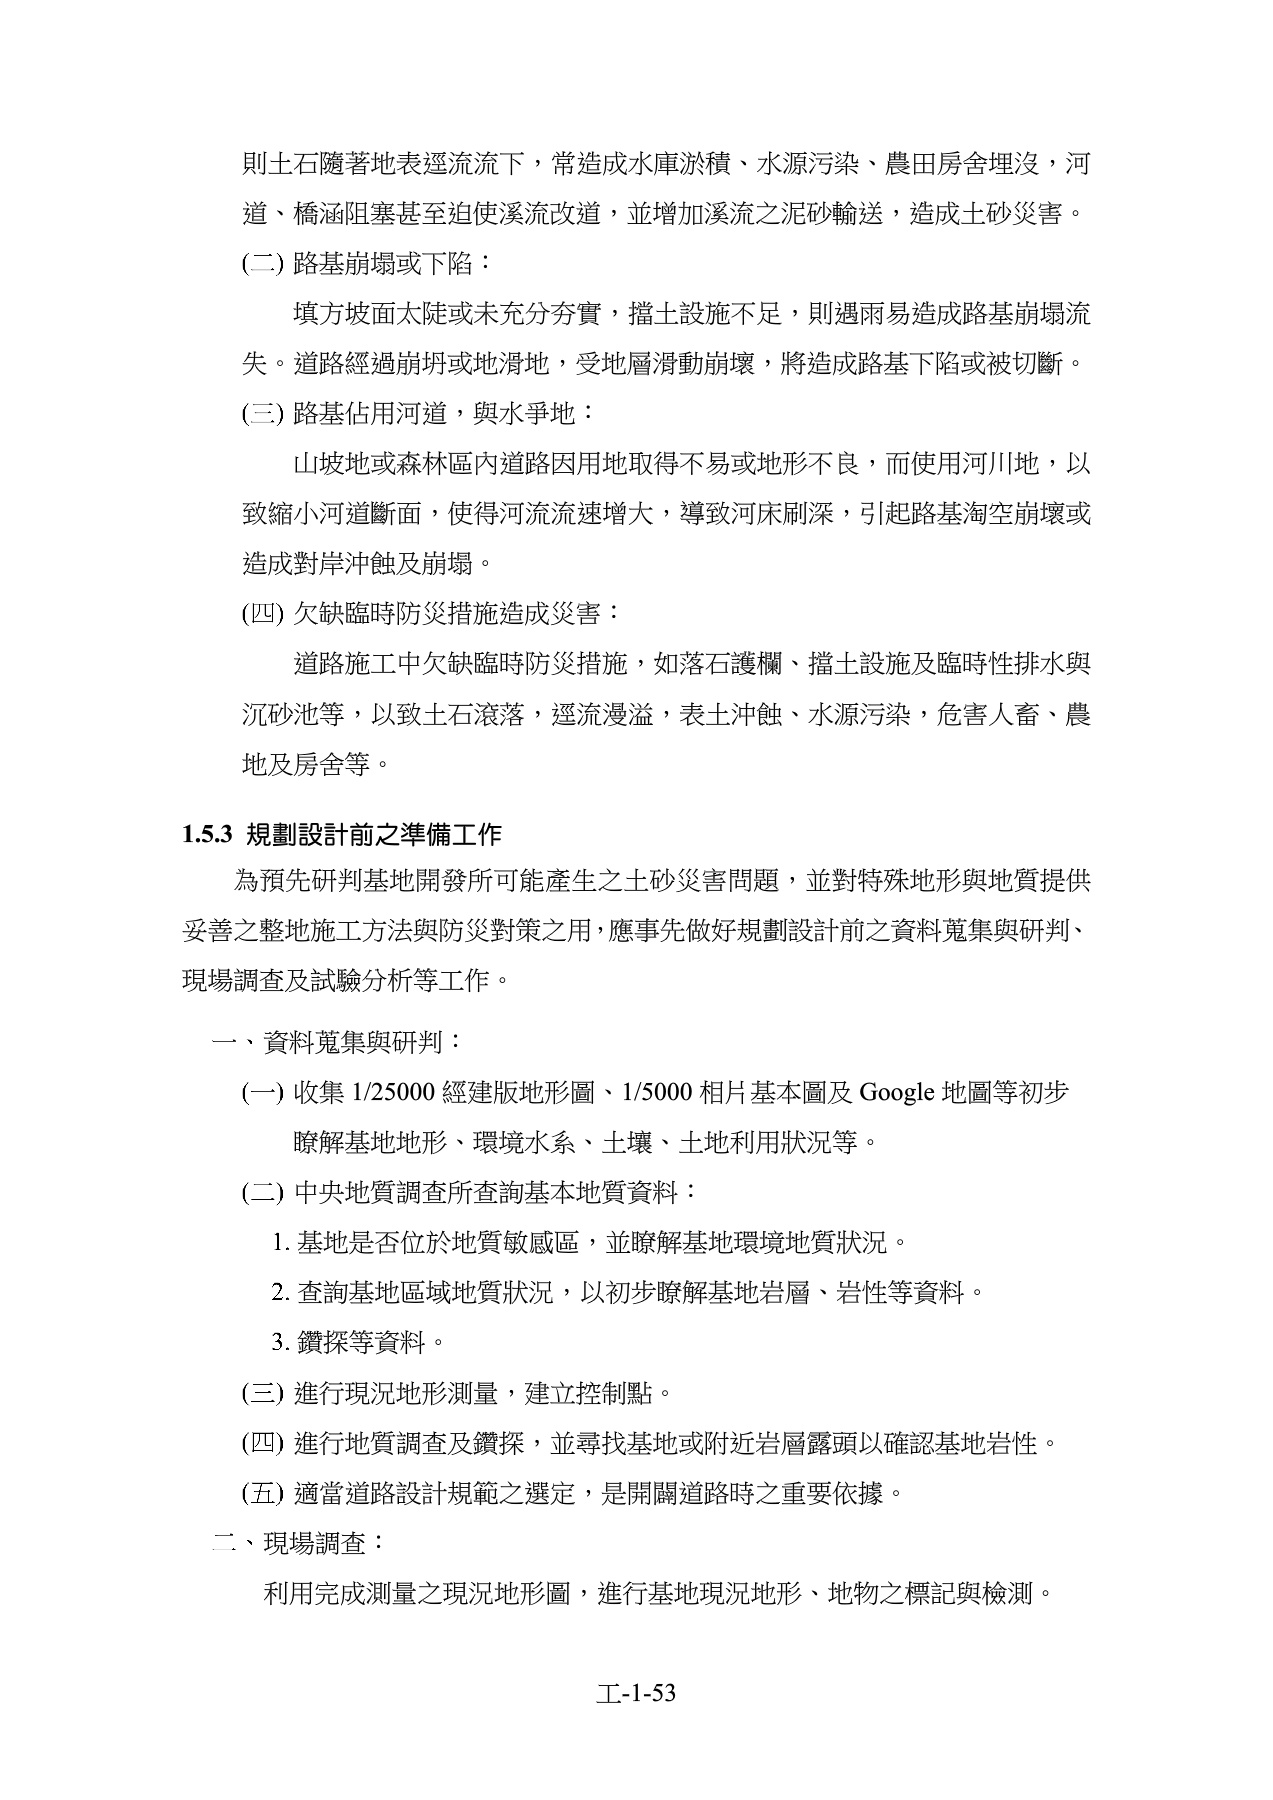 則土石隨著地表逕流流下，常造成水庫淤積、水源污染、農田房舍埋沒，河
道、橋涵阻塞甚至迫使溪流改道，並增加溪流之泥砂輸送，造成土砂災害。
(二) 路基崩塌或下陷：
填方坡面太陡或未充分夯實，擋土設施不足，則遇雨易造成路基崩塌流
失。道路經過崩坍或地滑地，受地層滑動崩壞，將造成路基下陷或被切斷。
(三) 路基佔用河道，與水爭地：
山坡地或森林區內道路因用地取得不易或地形不良，而使用河川地，以
致縮小河道斷面，使得河流流速增大，導致河床刷深，引起路基淘空崩壞或
造成對岸沖蝕及崩塌。
(四) 欠缺臨時防災措施造成災害：
道路施工中欠缺臨時防災措施，如落石護欄、擋土設施及臨時性排水與
沉砂池等，以致土石滾落，逕流漫溢，表土沖蝕、水源污染，危害人畜、農
地及房舍等。
1.5.3 規劃設計前之準備工作
為預先研判基地開發所可能產生之土砂災害問題，並對特殊地形與地質提供
妥善之整地施工方法與防災對策之用，應事先做好規劃設計前之資料蒐集與研判、
現場調查及試驗分析等工作。
一、資料蒐集與研判：
(一) 收集 1/25000 經建版地形圖、1/5000 相片基本圖及 Google 地圖等初步
瞭解基地地形、環境水系、土壤、土地利用狀況等。
(二) 中央地質調查所查詢基本地質資料：
1. 基地是否位於地質敏感區，並瞭解基地環境地質狀況。
2. 查詢基地區域地質狀況，以初步瞭解基地岩層、岩性等資料。
3. 鑽探等資料。
(三) 進行現況地形測量，建立控制點。
(四) 進行地質調查及鑽探，並尋找基地或附近岩層露頭以確認基地岩性。
(五) 適當道路設計規範之選定，是開闢道路時之重要依據。
二、現場調查：
利用完成測量之現況地形圖，進行基地現況地形、地物之標記與檢測。
工-1-53